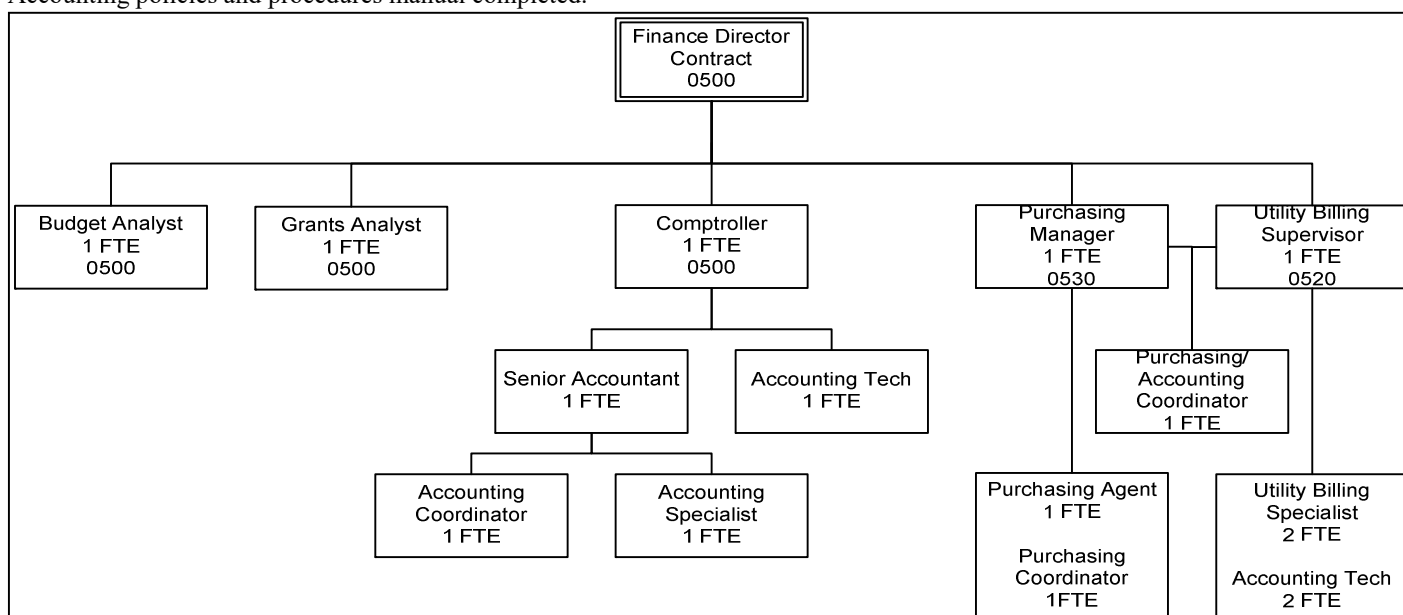 Accounting policies and procedures manual completed.
Finance Director
Contract
0500
Budget Analyst
1 FTE
0500
Grants Analyst
1 FTE
0500
Comptroller
1 FTE
0500
Purchasing
Manager
1 FTE
0530
Utility Billing
Supervisor
1 FTE
0520
Senior Accountant
1 FTE
Accounting Tech
1 FTE
Purchasing/
Accounting
Coordinator
1 FTE
Accounting
Coordinator
1 FTE
Accounting
Specialist
1 FTE
Purchasing Agent
1 FTE
Purchasing
Coordinator
1FTE
Utility Billing
Specialist
2 FTE
Accounting Tech
2 FTE